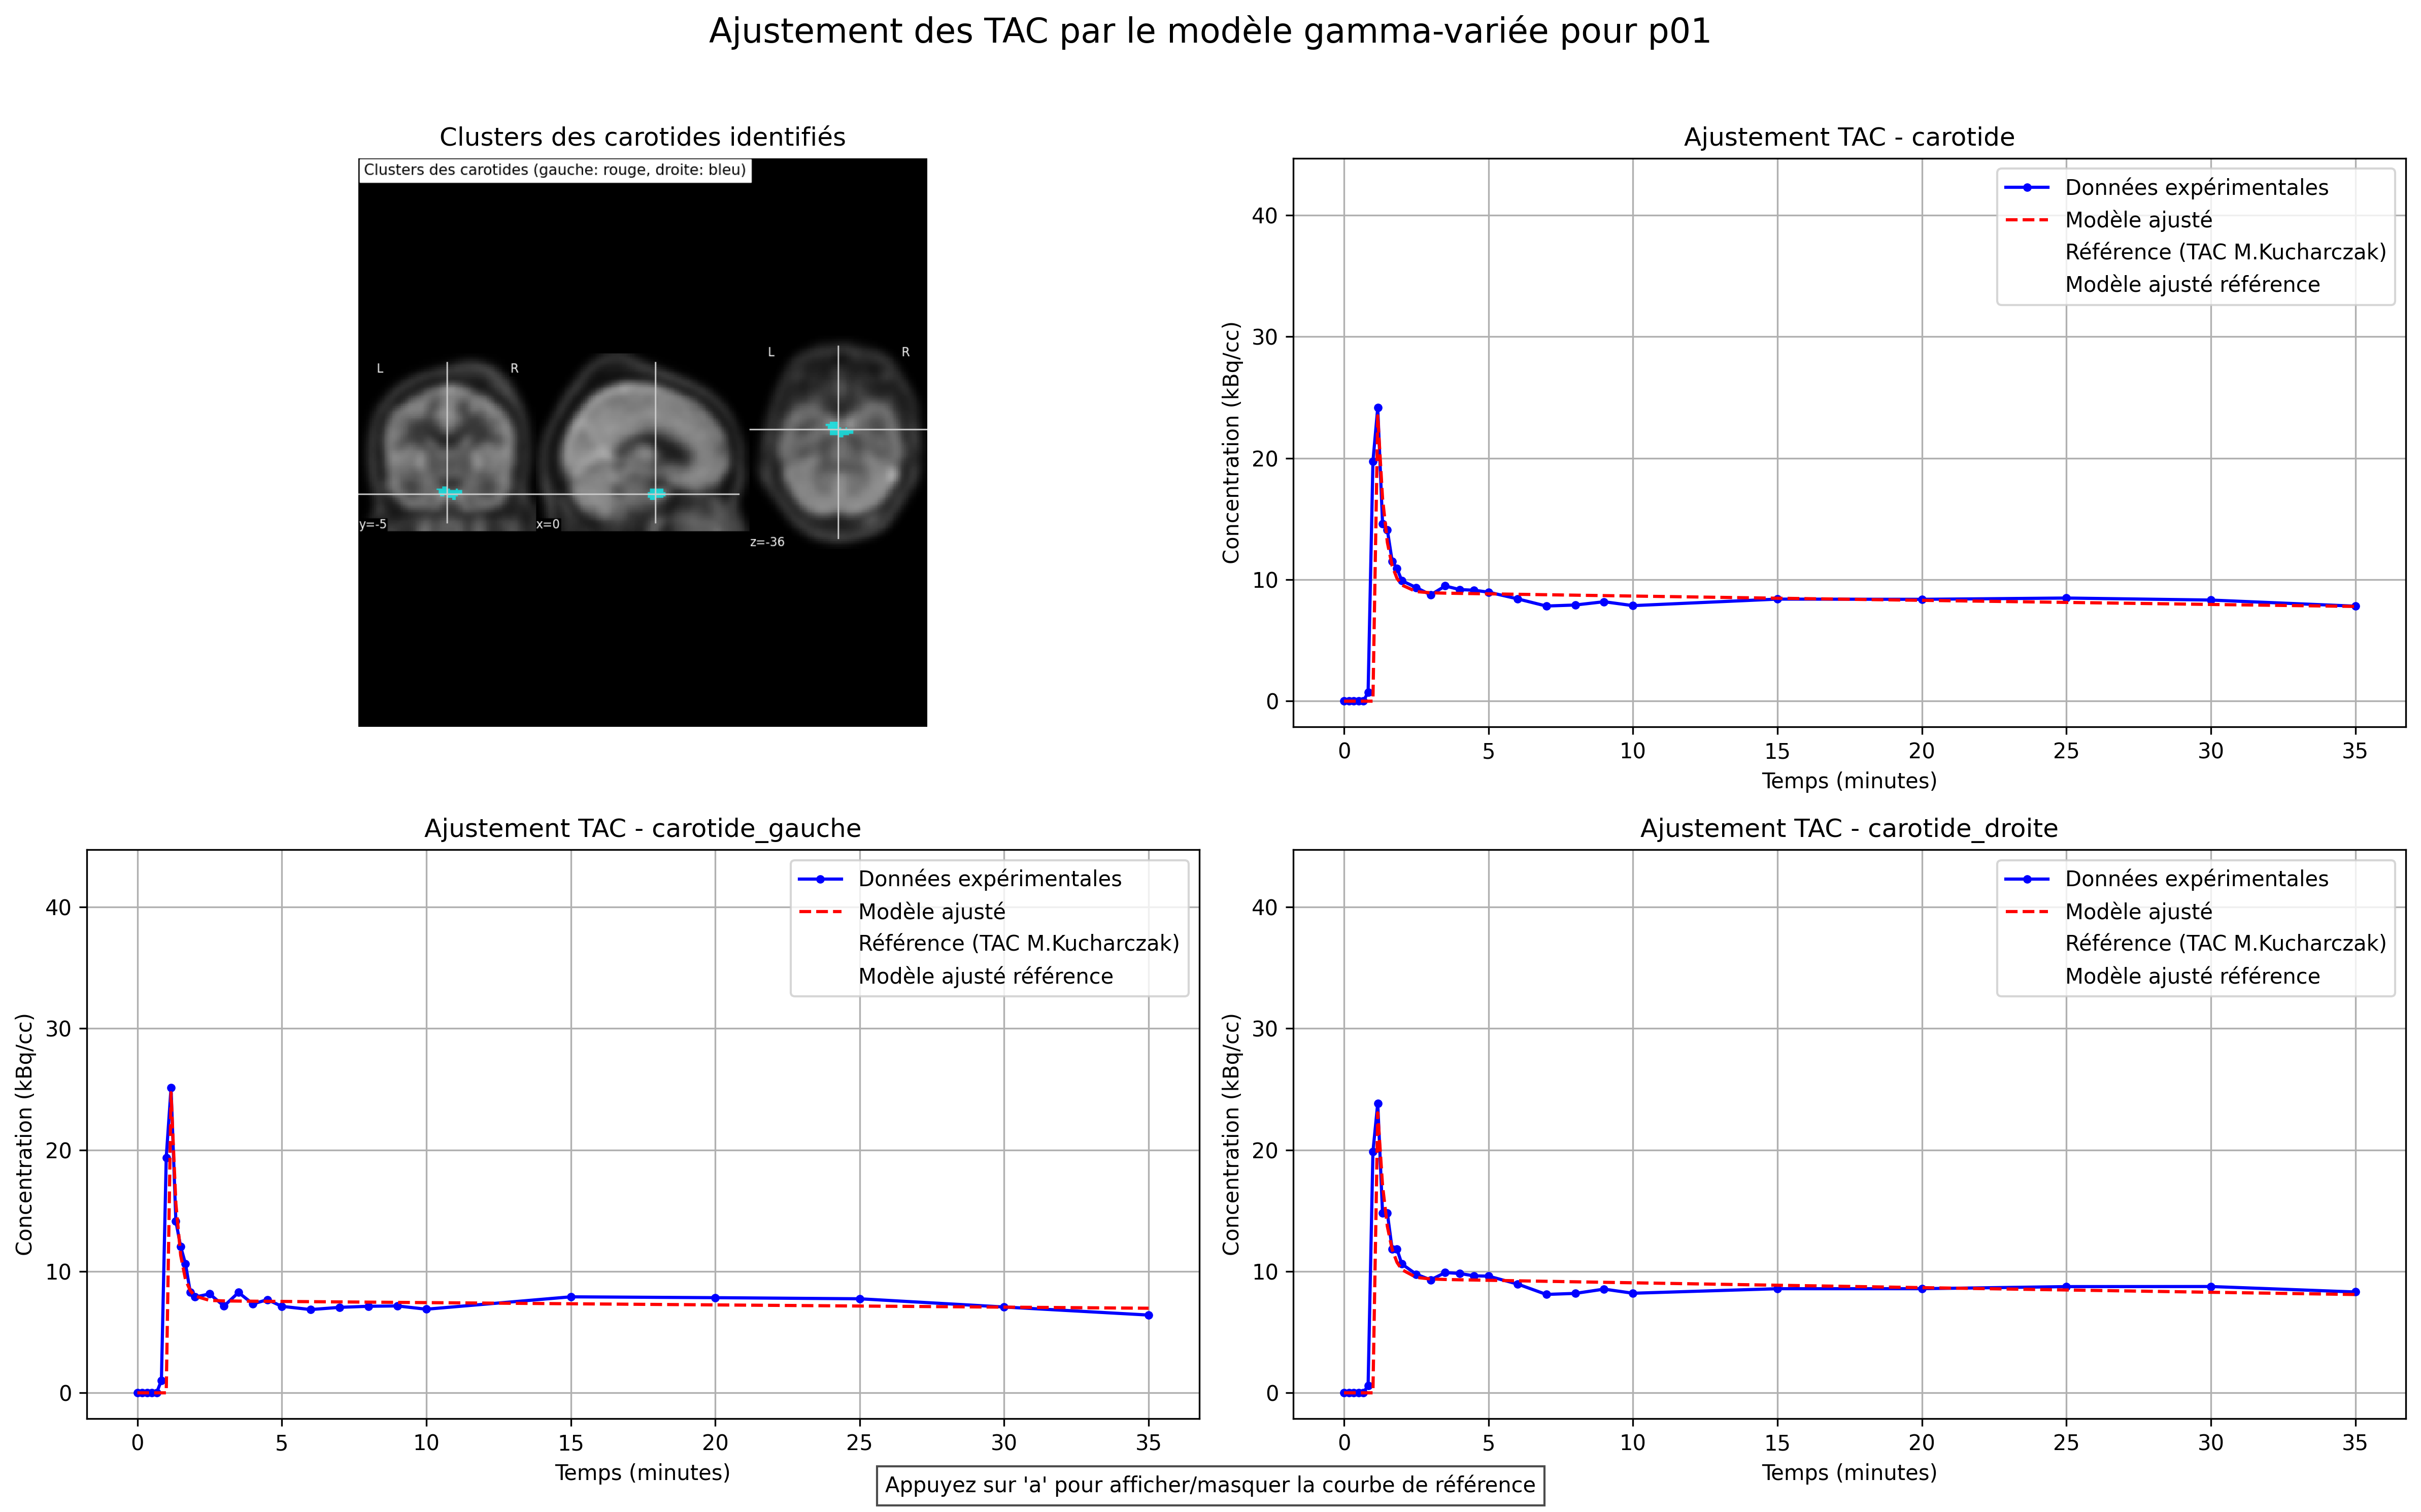 Ajustement des TAC par le modèle gamma-variée pour p01
Clusters des carotides identifiés
Clusters des carotides (gauche: rouge, droite: bleu)
L
R
L
R
y=-5
x=0
z=-36
Ajustement TAC - carotide
Données expérimentales
Modèle ajusté
Référence (TAC M.Kucharczak)
Modèle ajusté référence
Concentration (kBq/cc)
40
30
20
10
0
0 5 10 15 20 25 30 35
Temps (minutes)
Ajustement TAC - carotide_gauche
Données expérimentales
Modèle ajusté
Référence (TAC M.Kucharczak)
Modèle ajusté référence
Concentration (kBq/cc)
40
30
20
10
0
0 5 10 15 20 25 30 35
Temps (minutes)
Ajustement TAC - carotide_droite
Données expérimentales
Modèle ajusté
Référence (TAC M.Kucharczak)
Modèle ajusté référence
Concentration (kBq/cc)
40
30
20
10
0
0 5 10 15 20 25 30 35
Temps (minutes)
Appuyez sur 'a' pour afficher/masquer la courbe de référence